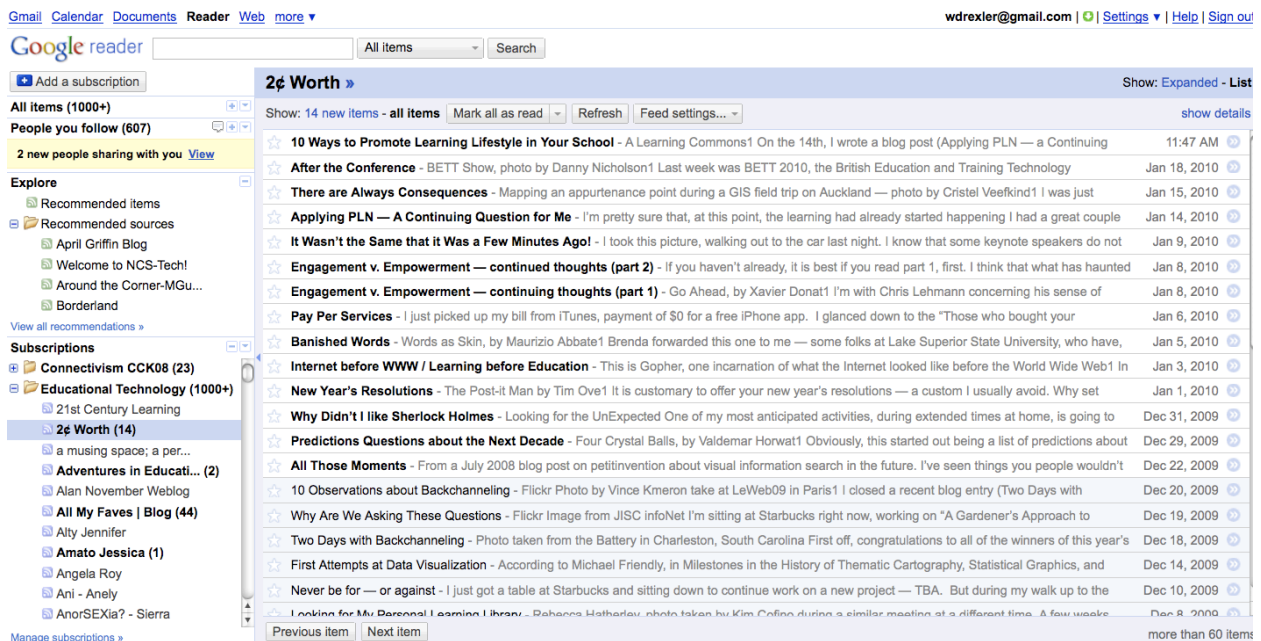 Gmail Calendar Documents Reader Web more ▼
wdrexler@gmail.com | Settings ▼ | Help | Sign out
Google reader All items Search
Add a subscription
All items (1000+)
People you follow (607)
2 new people sharing with you View
Explore
Recommended items
Recommended sources
April Griffin Blog
Welcome to NCS-Tech!
Around the Corner-MGu...
Borderland
View all recommendations »
Subscriptions
Connectivism CCK08 (23)
Educational Technology (1000+)
21st Century Learning
2¢ Worth (14)
a musing space; a per...
Adventures in Educati... (2)
Alan November Weblog
All My Faves | Blog (44)
Alty Jennifer
Amato Jessica (1)
Angela Roy
Ani - Anely
AnorSEXia? - Sierra
Manage subscriptions »
2¢ Worth »
Show: Expanded - List
Show: 14 new items - all items Mark all as read Refresh Feed settings... show details
10 Ways to Promote Learning Lifestyle in Your School - A Learning Commons1 On the 14th, I wrote a blog post (Applying PLN — a Continuing 11:47 AM
After the Conference - BETT Show, photo by Danny Nicholson1 Last week was BETT 2010, the British Education and Training Technology Jan 18, 2010
There are Always Consequences - Mapping an appurtenance point during a GIS field trip on Auckland — photo by Cristel Veefkind1 I was just Jan 15, 2010
Applying PLN — A Continuing Question for Me - I'm pretty sure that, at this point, the learning had already started happening I had a great couple Jan 14, 2010
It Wasn't the Same that it Was a Few Minutes Ago! - I took this picture, walking out to the car last night. I know that some keynote speakers do not Jan 9, 2010
Engagement v. Empowerment — continued thoughts (part 2) - If you haven't already, it is best if you read part 1, first. I think that what has haunted Jan 8, 2010
Engagement v. Empowerment — continuing thoughts (part 1) - Go Ahead, by Xavier Donat1 I'm with Chris Lehmann concerning his sense of Jan 8, 2010
Pay Per Services - I just picked up my bill from iTunes, payment of $0 for a free iPhone app. I glanced down to the "Those who bought your Jan 6, 2010
Banished Words - Words as Skin, by Maurizio Abbate1 Brenda forwarded this one to me — some folks at Lake Superior State University, who have, Jan 5, 2010
Internet before WWW / Learning before Education - This is Gopher, one incarnation of what the Internet looked like before the World Wide Web1 In Jan 3, 2010
New Year's Resolutions - The Post-it Man by Tim Ove1 It is customary to offer your new year's resolutions — a custom I usually avoid. Why set Jan 1, 2010
Why Didn't I like Sherlock Holmes - Looking for the UnExpected One of my most anticipated activities, during extended times at home, is going to Dec 31, 2009
Predictions Questions about the Next Decade - Four Crystal Balls, by Valdemar Horwat1 Obviously, this started out being a list of predictions about Dec 29, 2009
All Those Moments - From a July 2008 blog post on petitinvention about visual information search in the future. I've seen things you people wouldn't Dec 22, 2009
10 Observations about Backchanneling - Flickr Photo by Vince Kmeron take at LeWeb09 in Paris1 I closed a recent blog entry (Two Days with Dec 20, 2009
Why Are We Asking These Questions - Flickr Image from JISC infoNet I'm sitting at Starbucks right now, working on "A Gardener's Approach to Dec 19, 2009
Two Days with Backchanneling - Photo taken from the Battery in Charleston, South Carolina First off, congratulations to all of the winners of this year's Dec 18, 2009
First Attempts at Data Visualization - According to Michael Friendly, in Milestones in the History of Thematic Cartography, Statistical Graphics, and Dec 14, 2009
Never be for — or against - I just got a table at Starbucks and sitting down to continue work on a new project — TBA. But during my walk up to the Dec 10, 2009
Looking for My Personal Learning Library - Rebecca Hatherley, photo taken by Kim Cofino during a similar meeting at a different time. A few weeks Dec 8, 2009
Previous item Next item more than 60 items